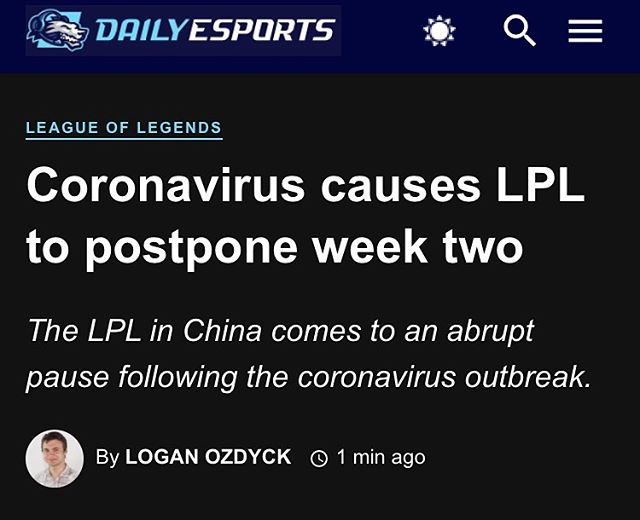 DAILYESPORTS
LEAGUE OF LEGENDS
Coronavirus causes LPL
to postpone week two
The LPL in China comes to an abrupt
pause following the coronavirus outbreak.
By LOGAN OZDYCK 1 min ago